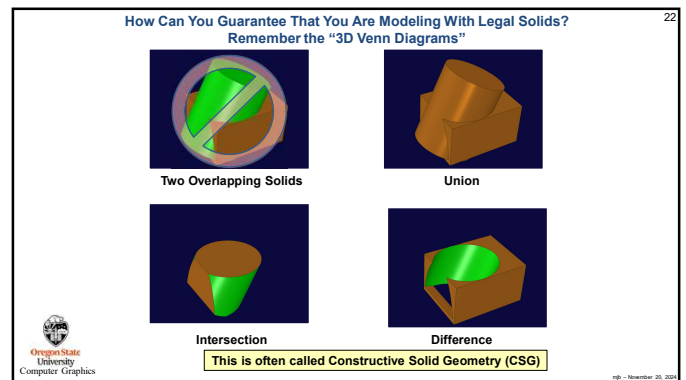 How Can You Guarantee That You Are Modeling With Legal Solids?
22
Remember the “3D Venn Diagrams”
Two Overlapping Solids
Union
Intersection
Difference
This is often called Constructive Solid Geometry (CSG)
Oregon State
University
Computer Graphics
mjb – November 20, 2024